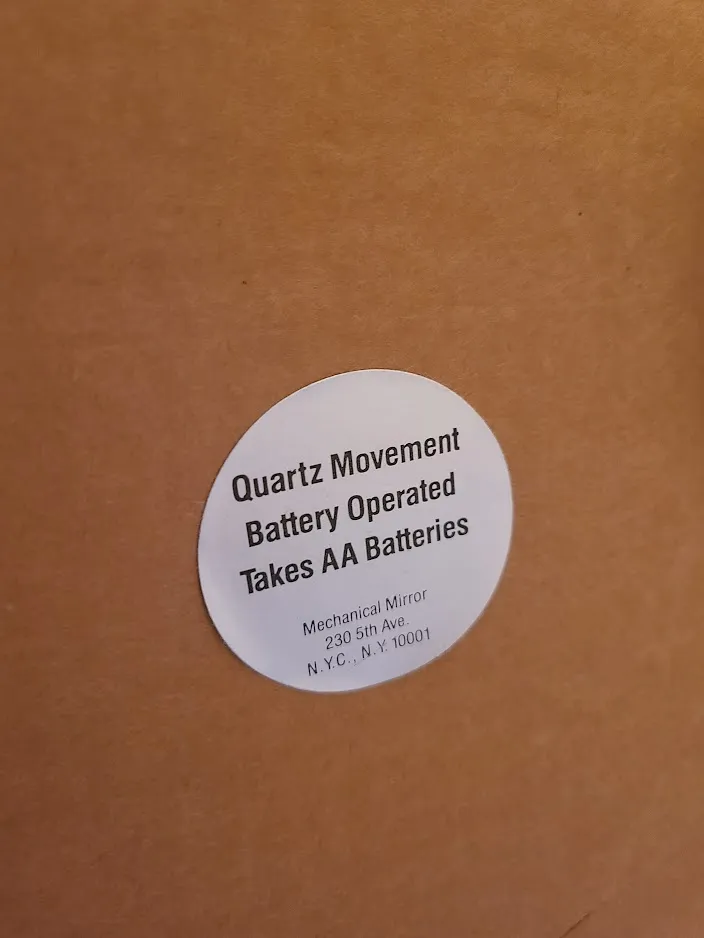 Quartz Movement
Battery Operated
Takes AA Batteries
Mechanical Mirror
230 5th Ave.
N.Y.C., N.Y. 10001